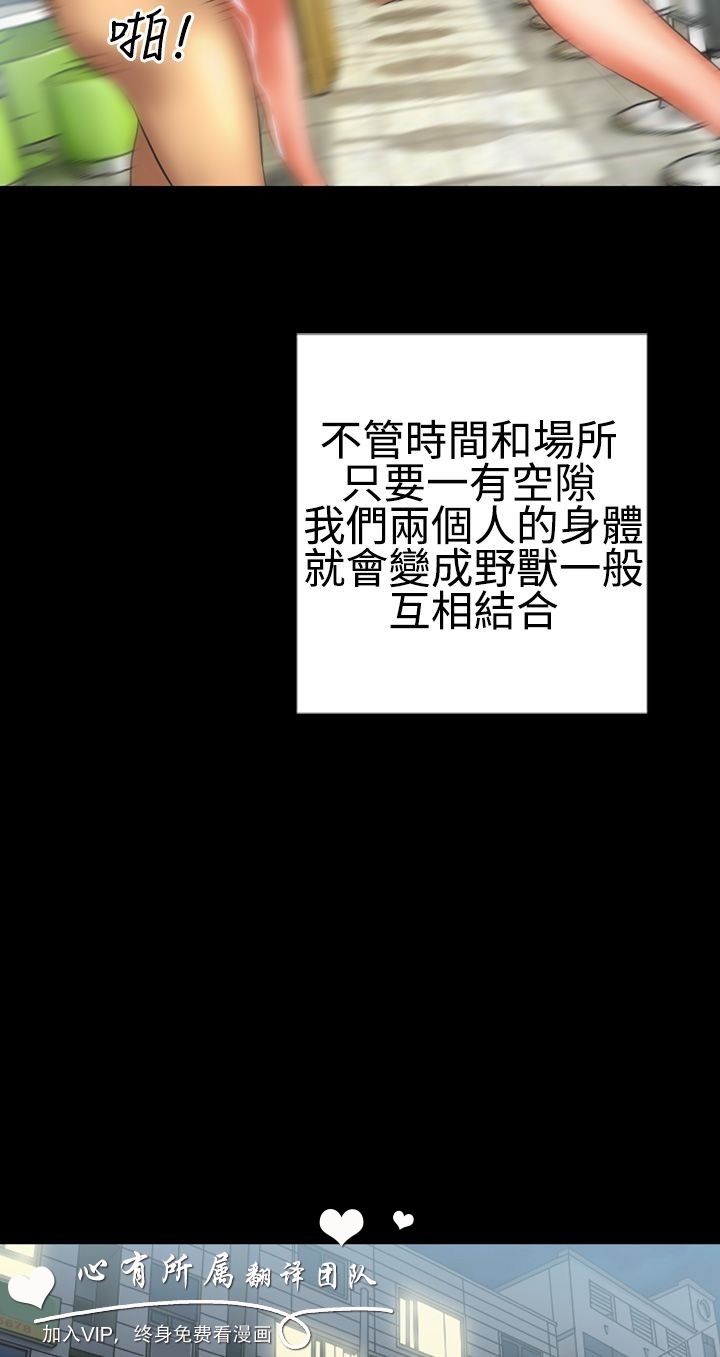 啪!
不管時間和場所
只要一有空隙
我們兩個人的身體
就會變成野獸一般
互相結合
心有所属翻译团队
加入VIP，终身免费看漫画